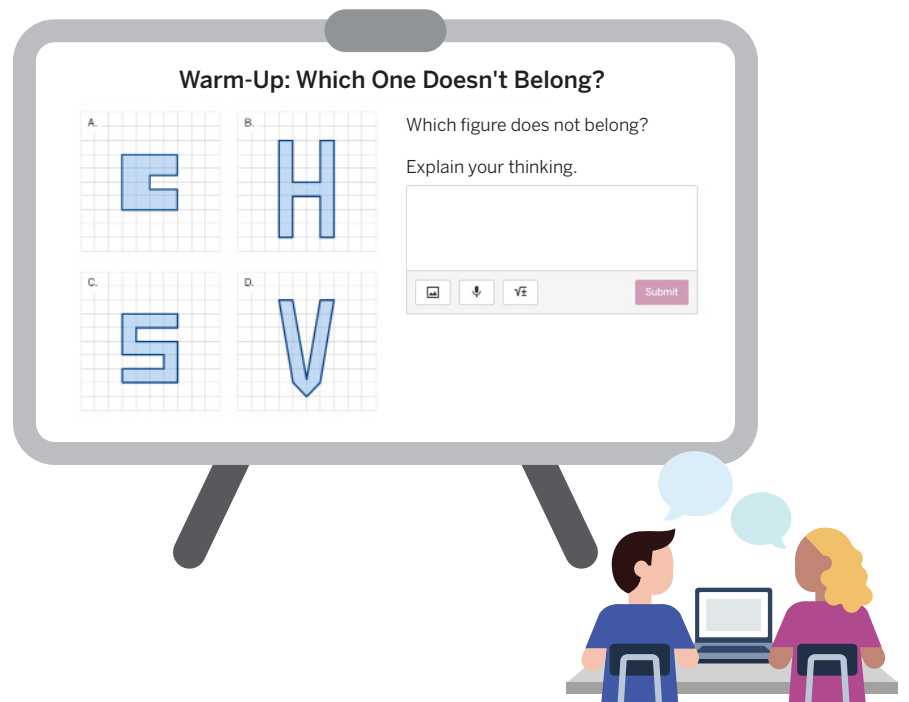 Warm-Up: Which One Doesn't Belong?
A.
B.
Which figure does not belong?
Explain your thinking.
C.
D.
√±
Submit